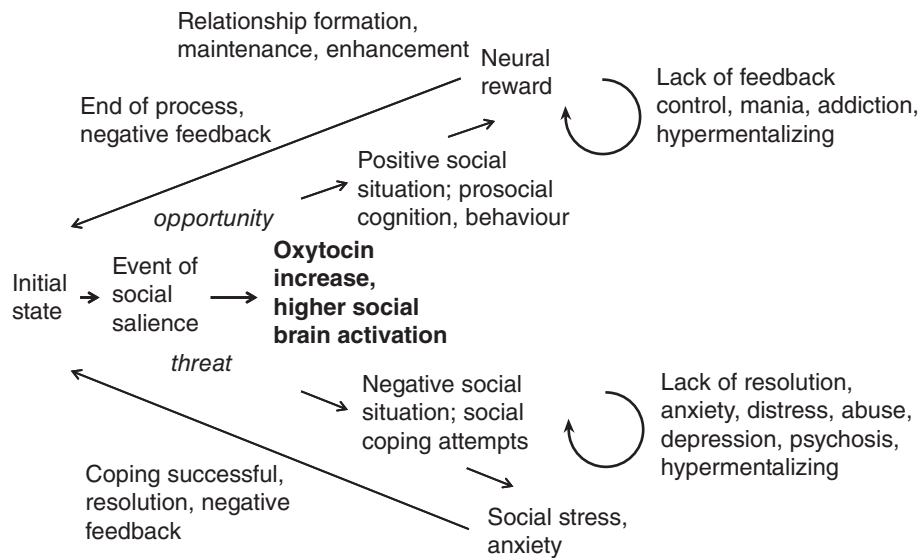 Relationship formation,
maintenance, enhancement
Neural
reward
Lack of feedback
control, mania, addiction,
hypermentalizing
End of process,
negative feedback
Positive social
situation; prosocial
cognition, behaviour
opportunity
Initial
state
Event of
social
salience
Oxytocin
increase,
higher social
brain activation
threat
Negative social
situation; social
coping attempts
Lack of resolution,
anxiety, distress, abuse,
depression, psychosis,
hypermentalizing
Coping successful,
resolution, negative
feedback
Social stress,
anxiety